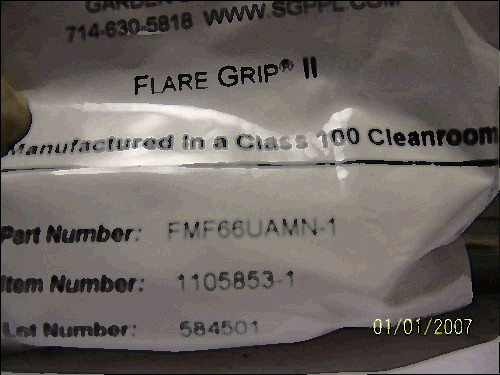 GARDEN
714-630-5818 WWW.SGPPL.COM
FLARE GRIP® II
Manufactured in a Class 100 Cleanroom
Part Number: FMF66UAMN-1
Item Number: 1105853-1
Lot Number: 584501
01/01/2007